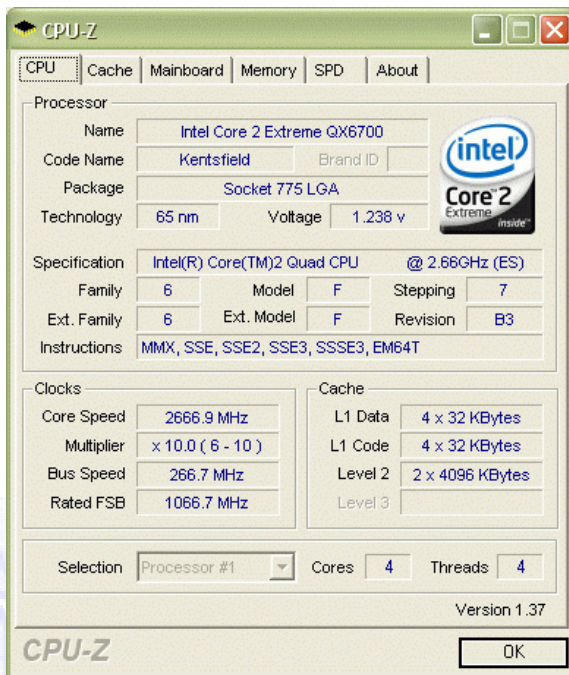 CPU-Z
CPU Cache Mainboard Memory SPD About
Processor
Name Intel Core 2 Extreme QX6700
Code Name Kentsfield Brand ID
Package Socket 775 LGA
Technology 65 nm Voltage 1.238 v
intel
Core™2
Extreme
inside™
Specification Intel(R) Core(TM)2 Quad CPU @ 2.66GHz (ES)
Family 6 Model F Stepping 7
Ext. Family 6 Ext. Model F Revision B3
Instructions MMX, SSE, SSE2, SSE3, SSSE3, EM64T
Clocks
Core Speed 2666.9 MHz
Multiplier x 10.0 ( 6 - 10 )
Bus Speed 266.7 MHz
Rated FSB 1066.7 MHz
Cache
L1 Data 4 x 32 KBytes
L1 Code 4 x 32 KBytes
Level 2 2 x 4096 KBytes
Level 3
Selection Processor #1 Cores 4 Threads 4
Version 1.37
CPU-Z OK